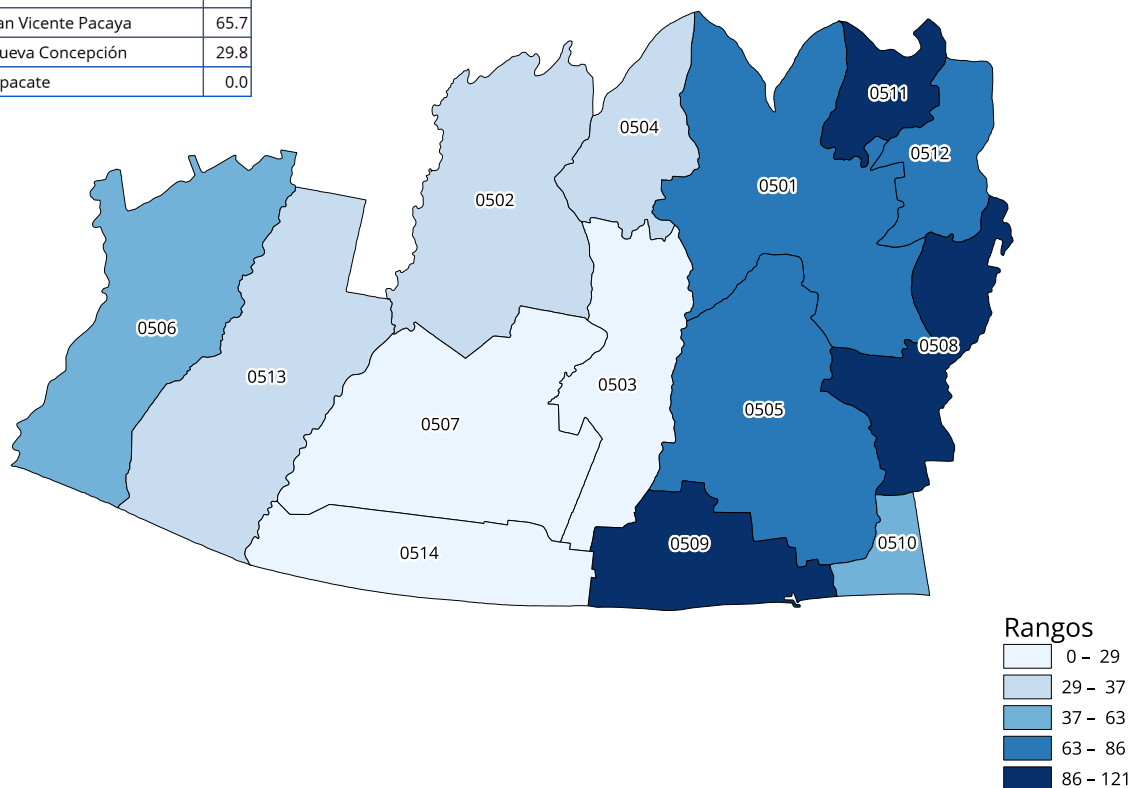 an Vicente Pacaya 65.7
ueva Concepción 29.8
pacate 0.0
0511
0504
0512
0501
0502
0506
0508
0513
0503
0505
0507
0509
0510
0514
Rangos
0 – 29
29 – 37
37 – 63
63 – 86
86 – 121